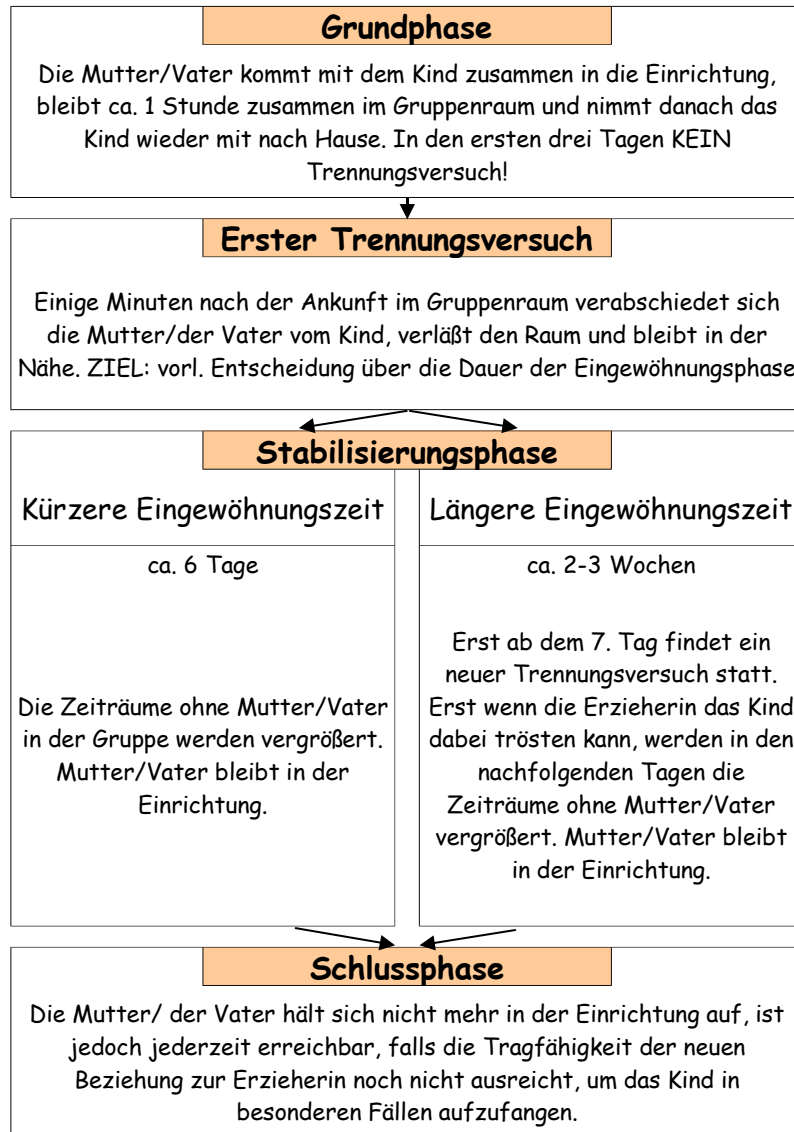 Grundphase
Die Mutter/Vater kommt mit dem Kind zusammen in die Einrichtung,
bleibt ca. 1 Stunde zusammen im Gruppenraum und nimmt danach das
Kind wieder mit nach Hause. In den ersten drei Tagen KEIN
Trennungsversuch!
Erster Trennungsversuch
Einige Minuten nach der Ankunft im Gruppenraum verabschiedet sich
die Mutter/der Vater vom Kind, verläßt den Raum und bleibt in der
Nähe. ZIEL: vorl. Entscheidung über die Dauer der Eingewöhnungsphase
Stabilisierungsphase
Kürzere Eingewöhnungszeit
ca. 6 Tage
Die Zeiträume ohne Mutter/Vater
in der Gruppe werden vergrößert.
Mutter/Vater bleibt in der
Einrichtung.
Längere Eingewöhnungszeit
ca. 2-3 Wochen
Erst ab dem 7. Tag findet ein
neuer Trennungsversuch statt.
Erst wenn die Erzieherin das Kind
dabei trösten kann, werden in den
nachfolgenden Tagen die
Zeiträume ohne Mutter/Vater
vergrößert. Mutter/Vater bleibt
in der Einrichtung.
Schlussphase
Die Mutter/ der Vater hält sich nicht mehr in der Einrichtung auf, ist
jedoch jederzeit erreichbar, falls die Tragfähigkeit der neuen
Beziehung zur Erzieherin noch nicht ausreicht, um das Kind in
besonderen Fällen aufzufangen.